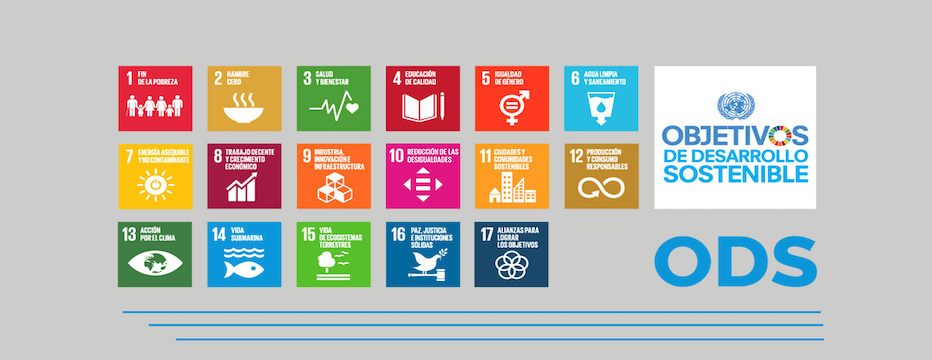 1 FIN
DE LA POBREZA
2 HAMBRE
CERO
3 SALUD
Y BIENESTAR
4 EDUCACIÓN
DE CALIDAD
5 IGUALDAD
DE GÉNERO
6 AGUA LIMPIA
Y SANEAMIENTO
7 ENERGÍA ASEQUIBLE
Y NO CONTAMINANTE
8 TRABAJO DECENTE
Y CRECIMIENTO
ECONÓMICO
9 INDUSTRIA,
INNOVACIÓN E
INFRAESTRUCTURA
10 REDUCCIÓN DE LAS
DESIGUALDADES
11 CIUDADES Y
COMUNIDADES
SOSTENIBLES
12 PRODUCCIÓN
Y CONSUMO
RESPONSABLES
13 ACCIÓN
POR EL CLIMA
14 VIDA
SUBMARINA
15 VIDA
DE ECOSISTEMAS
TERRESTRES
16 PAZ, JUSTICIA
E INSTITUCIONES
SÓLIDAS
17 ALIANZAS PARA
LOGRAR
LOS OBJETIVOS
OBJETIVOS
DE DESARROLLO
SOSTENIBLE
ODS